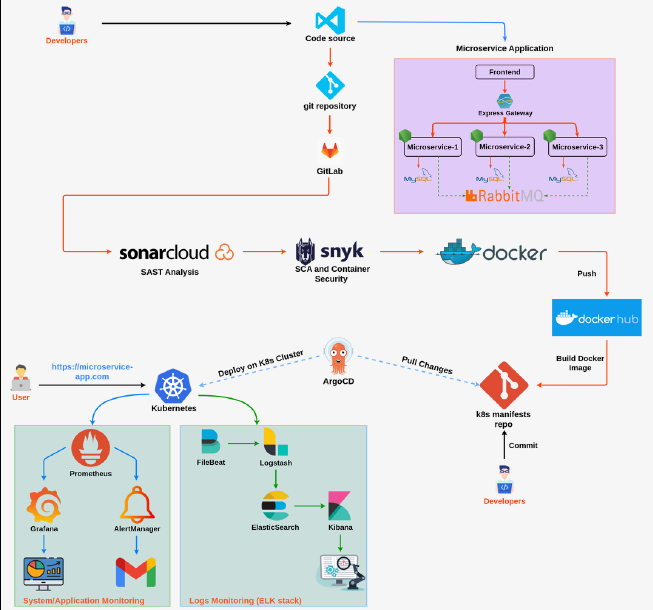 Developers
Code source
Microservice Application
Frontend
Express Gateway
Microservice-1
Microservice-2
Microservice-3
MySQL
MySQL
MySQL
RabbitMQ
git repository
GitLab
sonarcloud
SAST Analysis
snyk
SCA and Container
Security
docker
Push
docker hub
Build Docker
Image
https://microservice-
app.com
User
Kubernetes
Deploy on K8s Cluster
ArgoCD
Pull Changes
k8s manifests
repo
Commit
Developers
Prometheus
Grafana
AlertManager
System/Application Monitoring
FileBeat
Logstash
ElasticSearch
Kibana
Logs Monitoring (ELK stack)